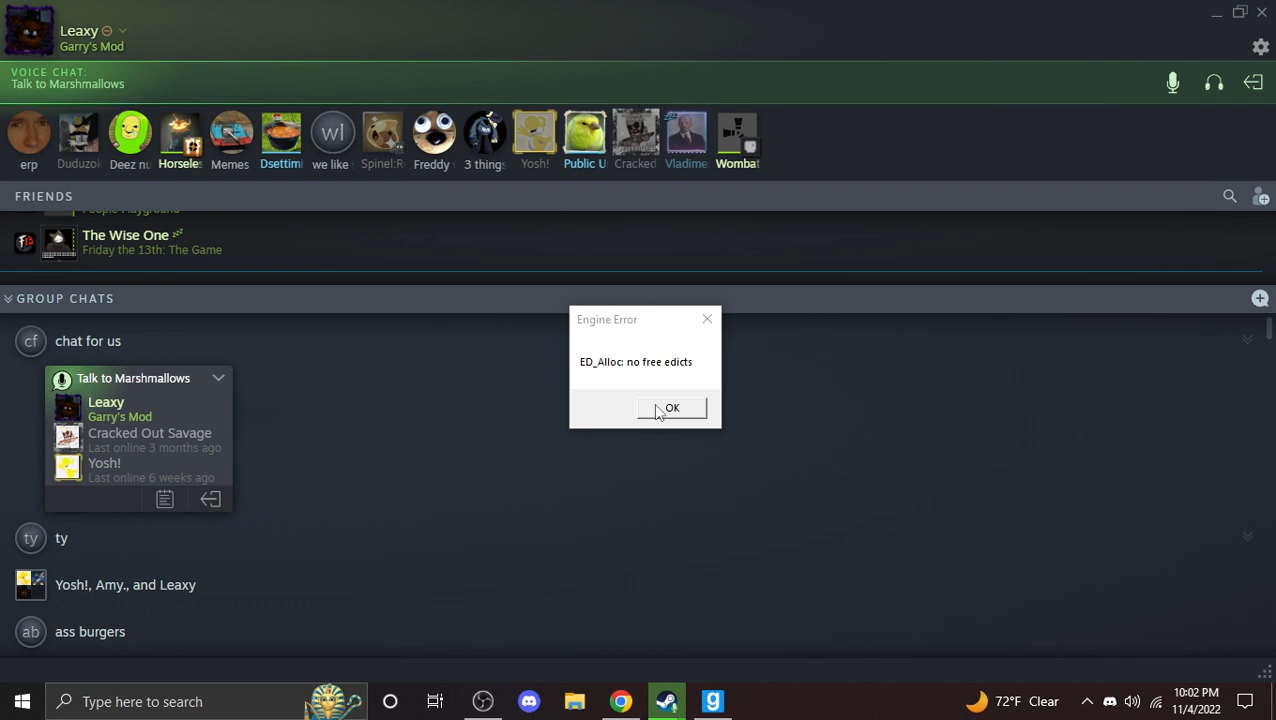 Leaxy
Garry's Mod
VOICE CHAT:
Talk to Marshmallows
wl
erp
Duduzol
Deez nu
Horseles
Memes
Dsettimi
we like
Spinel:R
Freddy
3 things
Yosh!
Public U
Cracked
Vladime
Wombat
FRIENDS
People Playground
The Wise One zzz
Friday the 13th: The Game
GROUP CHATS
cf chat for us
Talk to Marshmallows
Leaxy
Garry's Mod
Cracked Out Savage
Last online 3 months ago
Yosh!
Last online 6 weeks ago
ty ty
Yosh!, Amy., and Leaxy
ab ass burgers
Engine Error
ED_Alloc: no free edicts
OK
Type here to search
72°F Clear
10:02 PM
11/4/2022